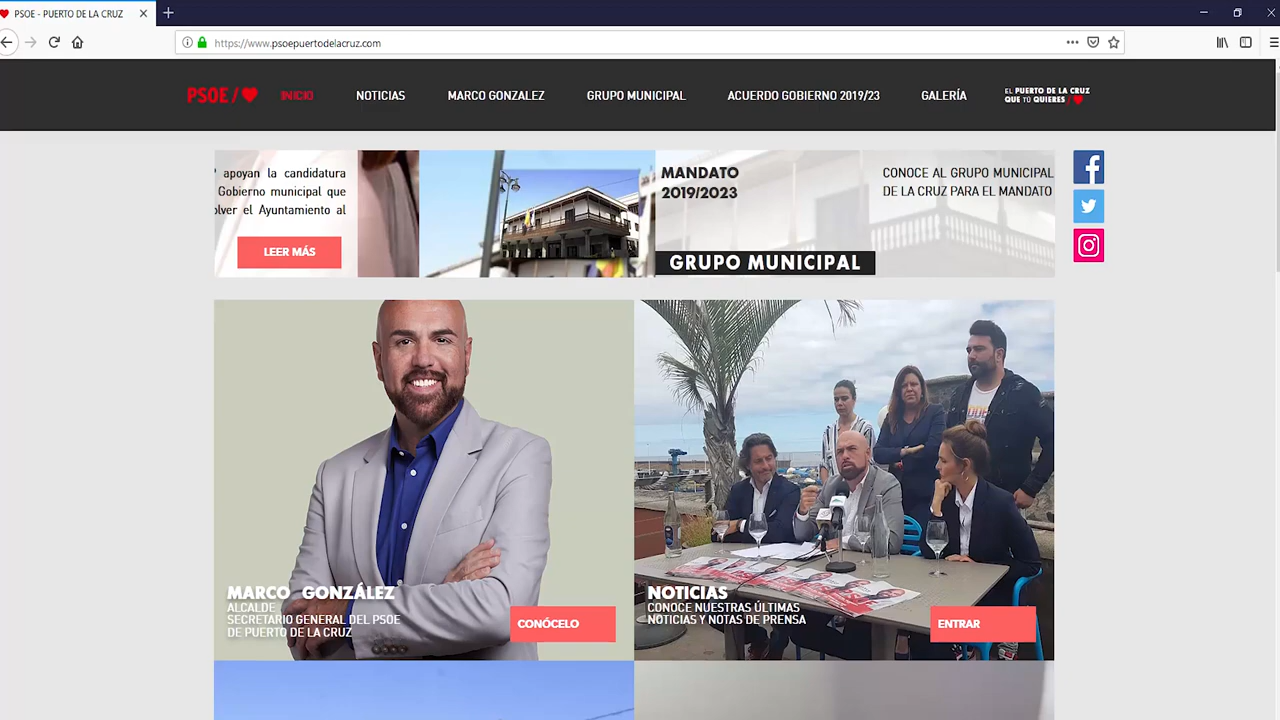 PSOE - PUERTO DE LA CRUZ
https://www.psoepuertodelacruz.com
PSOE /
INICIO
NOTICIAS
MARCO GONZALEZ
GRUPO MUNICIPAL
ACUERDO GOBIERNO 2019/23
GALERÍA
EL PUERTO DE LA CRUZ
QUE TÚ QUIERES /
apoyan la candidatura
Gobierno municipal que
olver el Ayuntamiento al
LEER MÁS
MANDATO
2019/2023
GRUPO MUNICIPAL
CONOCE AL GRUPO MUNICIPAL
DE LA CRUZ PARA EL MANDATO
MARCO GONZÁLEZ
ALCALDE
SECRETARIO GENERAL DEL PSOE
DE PUERTO DE LA CRUZ
CONÓCELO
NOTICIAS
CONOCE NUESTRAS ÚLTIMAS
NOTICIAS Y NOTAS DE PRENSA
ENTRAR